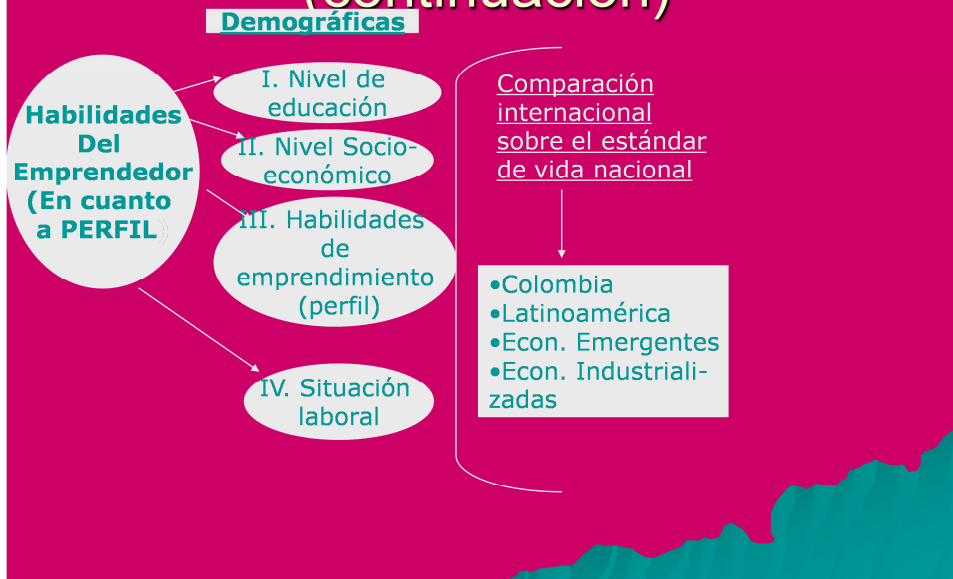 (continuación)
Demográficas
Habilidades
Del
Emprendedor
(En cuanto
a PERFIL)
I. Nivel de
educación
II. Nivel Socio-
económico
III. Habilidades
de
emprendimiento
(perfil)
IV. Situación
laboral
Comparación
internacional
sobre el estándar
de vida nacional
•Colombia
•Latinoamérica
•Econ. Emergentes
•Econ. Industriali-
zadas